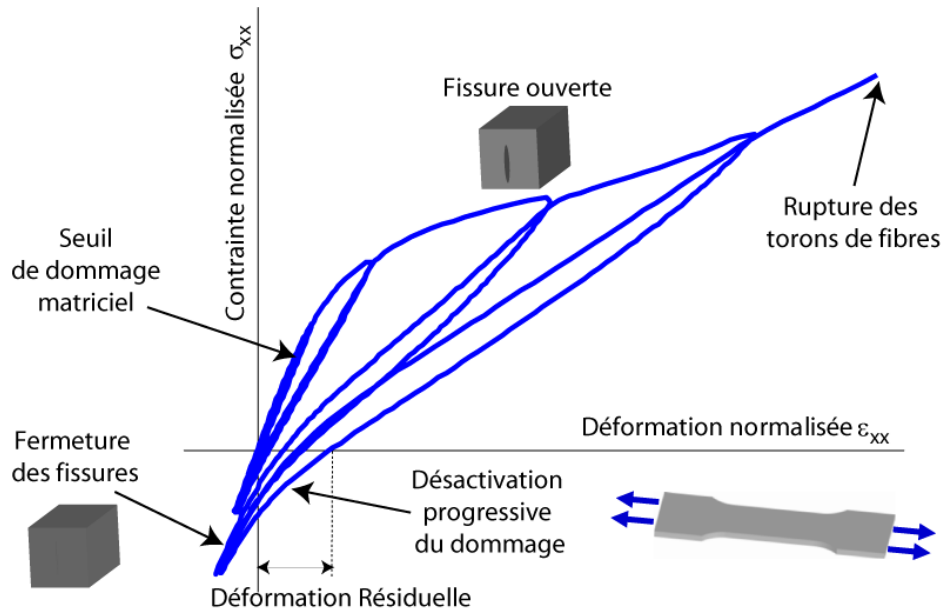 Contrainte normalisée σxx
Fissure ouverte
Rupture des
torons de fibres
Seuil
de dommage
matriciel
Déformation normalisée εxx
Fermeture
des fissures
Désactivation
progressive
du dommage
Déformation Résiduelle